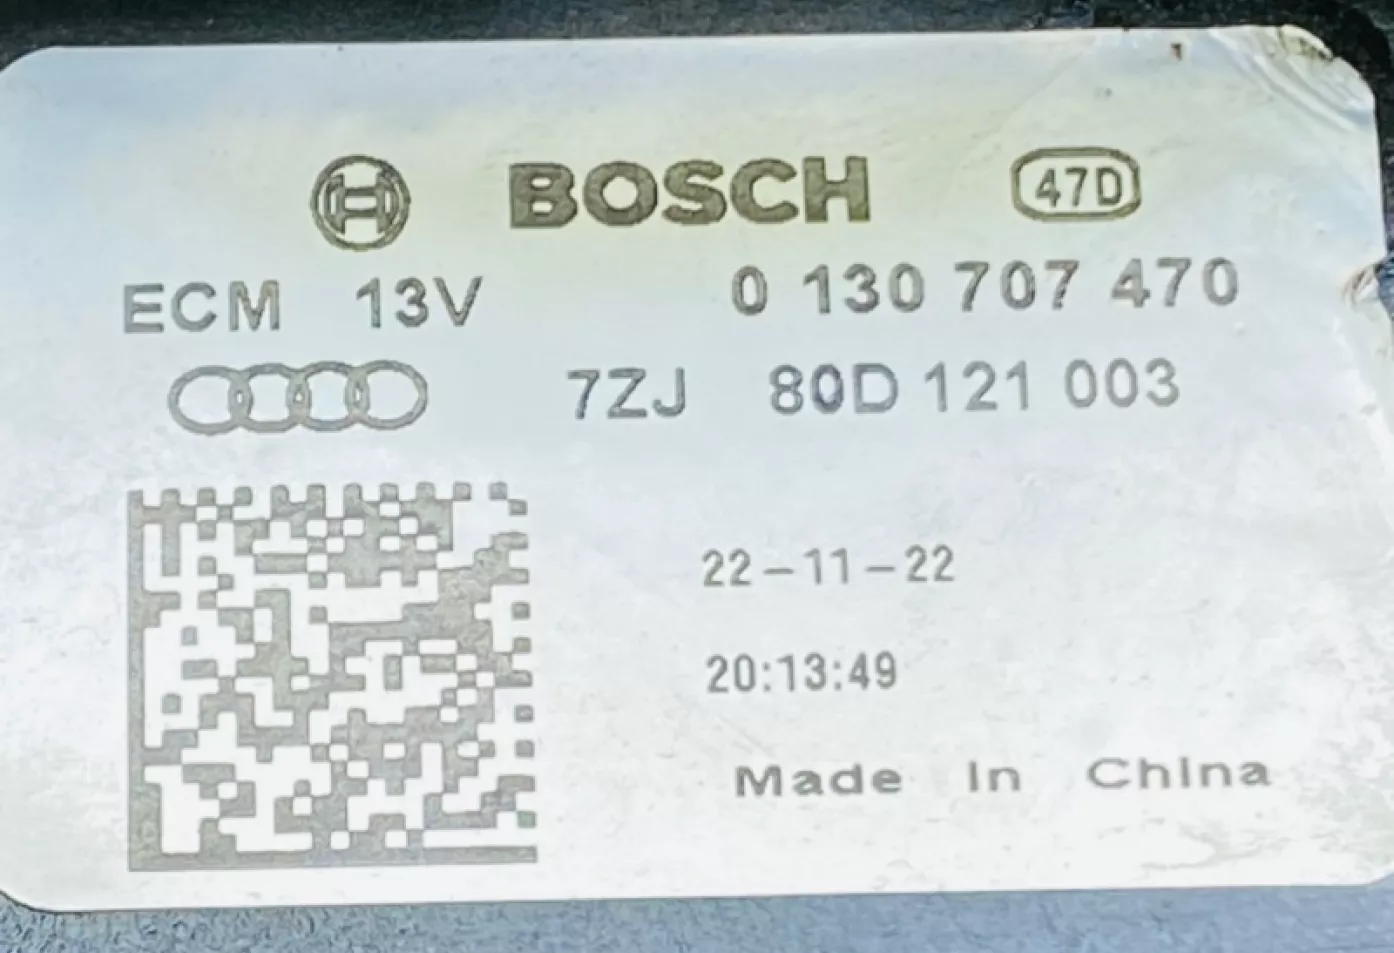 BOSCH 47D
ECM 13V 0 130 707 470
7ZJ 80D 121 003
22-11-22
20:13:49
Made In China